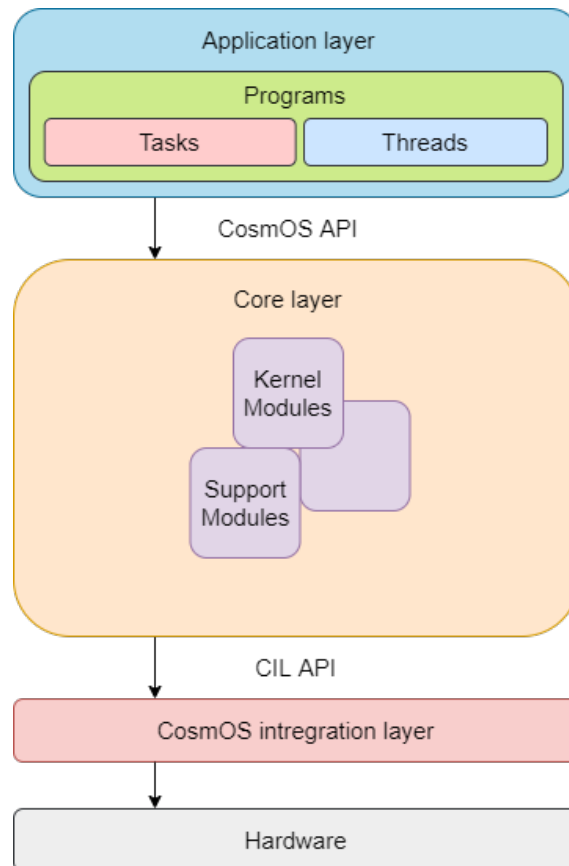 Application layer
Programs
Tasks
Threads
CosmOS API
Core layer
Kernel
Modules
Support
Modules
CIL API
CosmOS intregration layer
Hardware